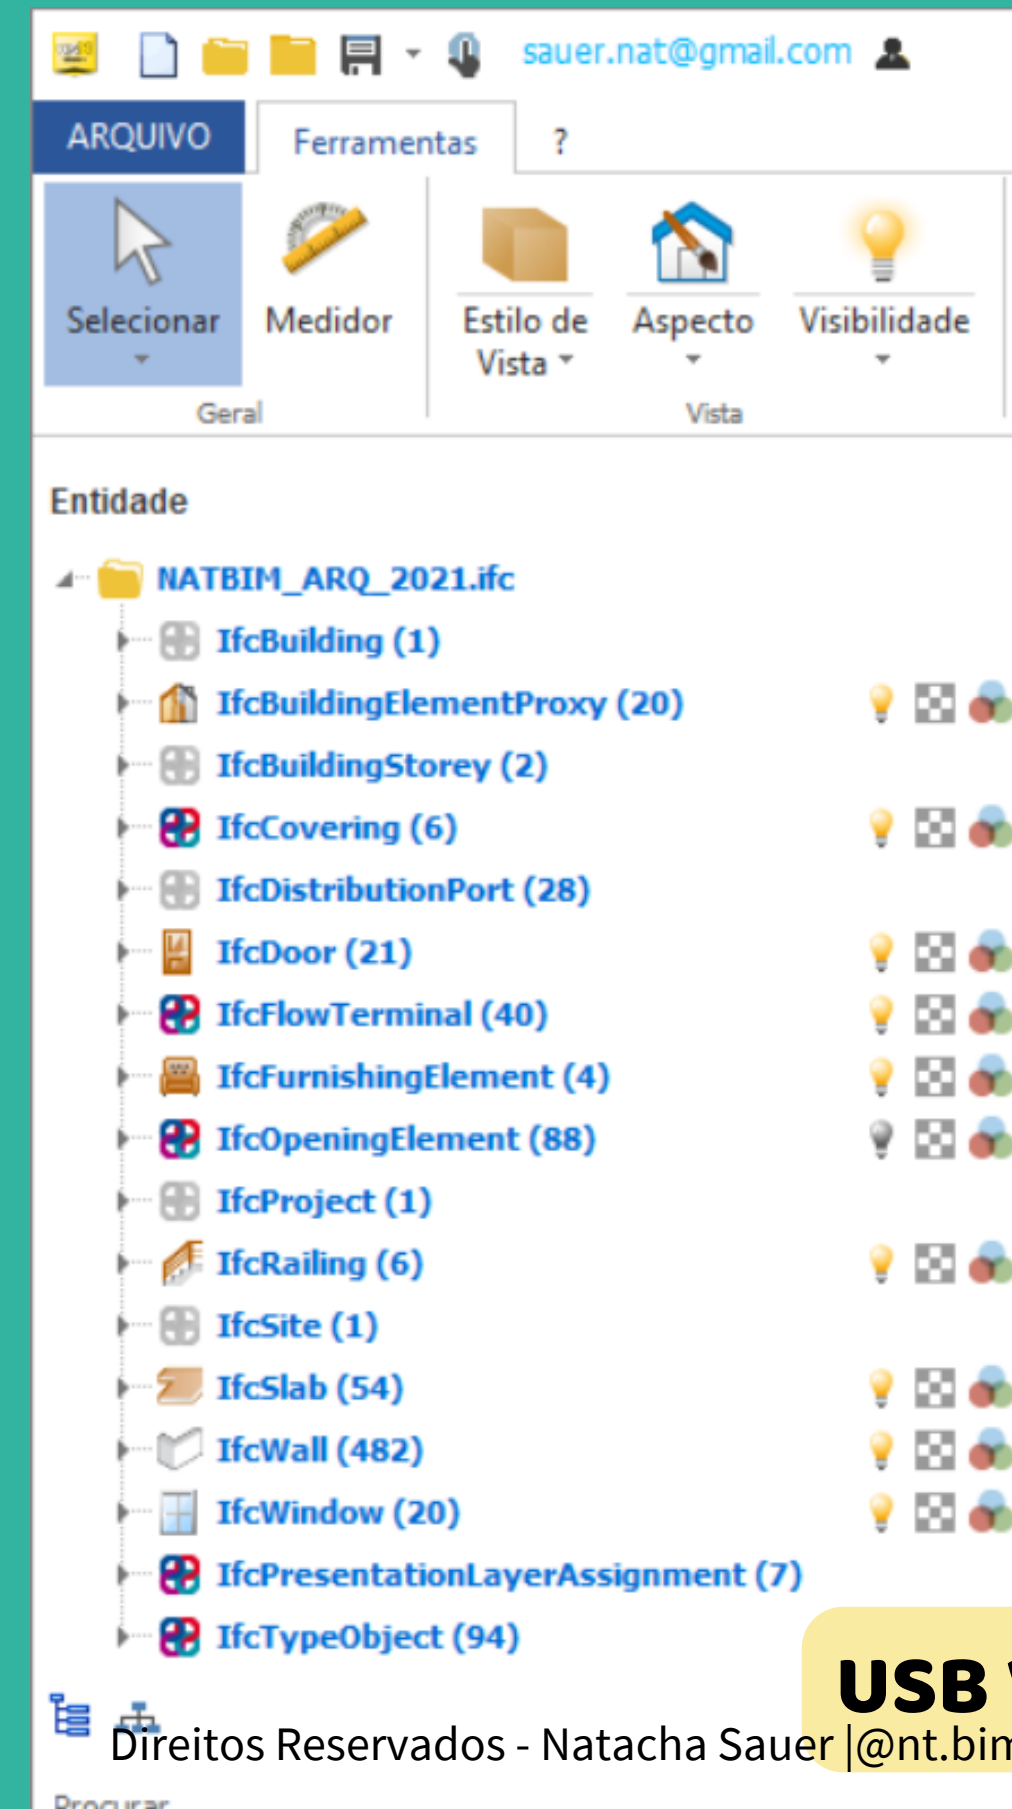 sauer.nat@gmail.com
ARQUIVO
Ferramentas
?
Selecionar
Medidor
Estilo de
Vista
Aspecto
Visibilidade
Geral
Vista
Entidade
NATBIM_ARQ_2021.ifc
IfcBuilding (1)
IfcBuildingElementProxy (20)
IfcBuildingStorey (2)
IfcCovering (6)
IfcDistributionPort (28)
IfcDoor (21)
IfcFlowTerminal (40)
IfcFurnishingElement (4)
IfcOpeningElement (88)
IfcProject (1)
IfcRailing (6)
IfcSite (1)
IfcSlab (54)
IfcWall (482)
IfcWindow (20)
IfcPresentationLayerAssignment (7)
IfcTypeObject (94)
USB
Direitos Reservados - Natacha Sauer |@nt.bim
Procurar